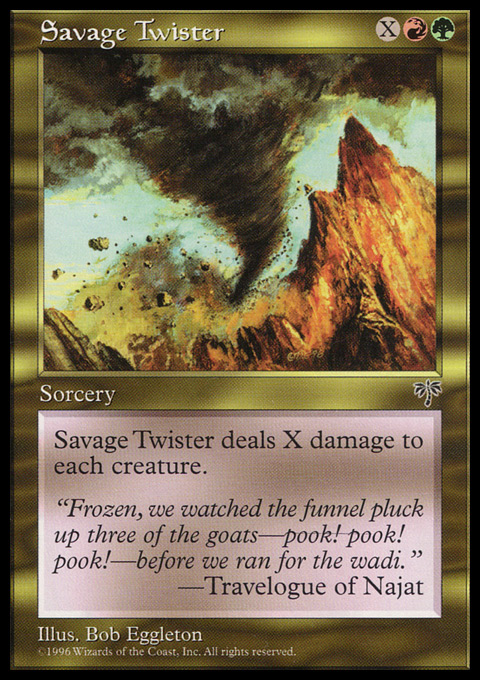 Savage Twister X
Sorcery
Savage Twister deals X damage to
each creature.
“Frozen, we watched the funnel pluck
up three of the goats—pook! pook!
pook!—before we ran for the wadi.”
—Travelogue of Najat
Illus. Bob Eggleton
©1996 Wizards of the Coast, Inc. All rights reserved.